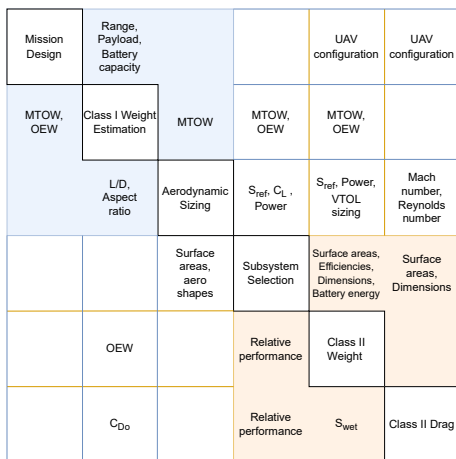 Mission
Design
Range,
Payload,
Battery
capacity
UAV
configuration
UAV
configuration
MTOW,
OEW
Class I Weight
Estimation
MTOW
MTOW,
OEW
MTOW,
OEW
L/D,
Aspect
ratio
Aerodynamic
Sizing
Sref, CL ,
Power
Sref, Power,
VTOL
sizing
Mach
number,
Reynolds
number
Surface
areas,
aero
shapes
Subsystem
Selection
Surface areas,
Efficiencies,
Dimensions,
Battery energy
Surface
areas,
Dimensions
OEW
Relative
performance
Class II
Weight
CDo
Relative
performance
Swet
Class II Drag